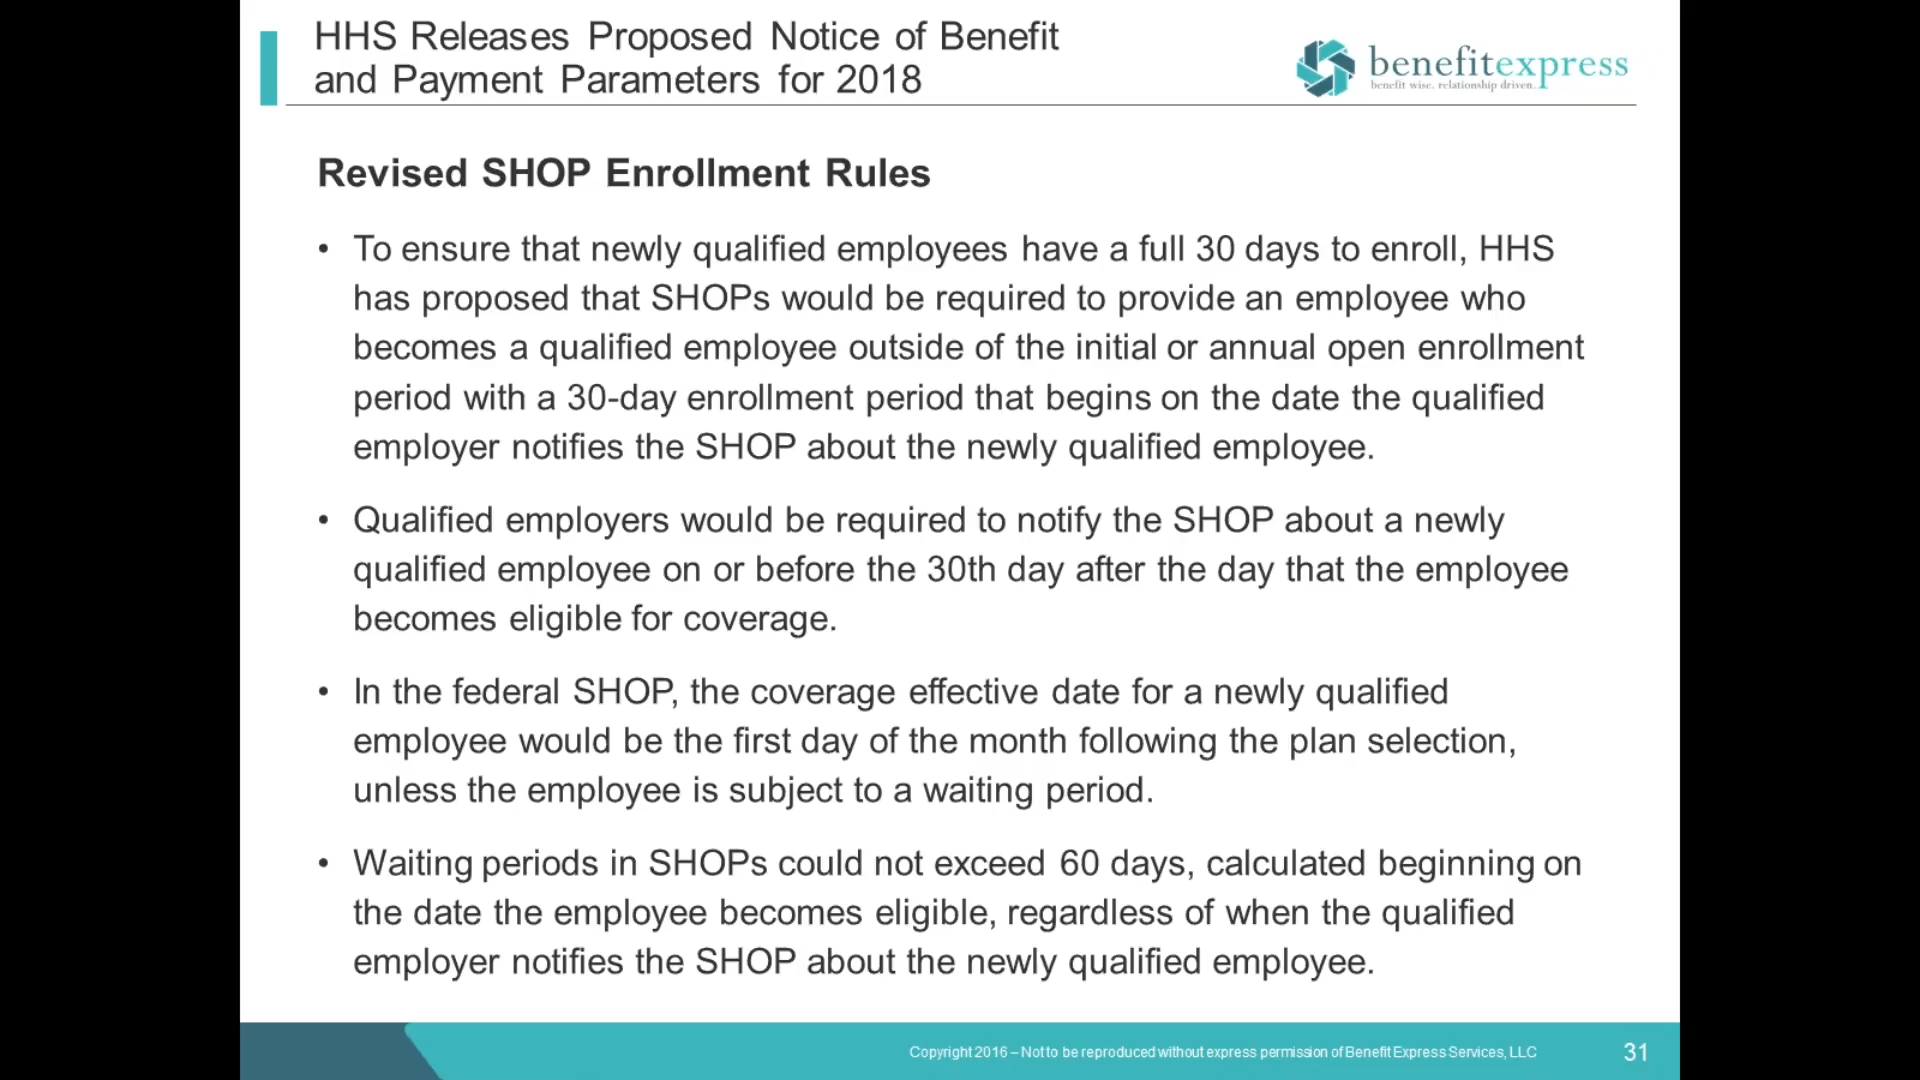 HHS Releases Proposed Notice of Benefit
and Payment Parameters for 2018
benefitexpress
benefit wise. relationship driven.
Revised SHOP Enrollment Rules
• To ensure that newly qualified employees have a full 30 days to enroll, HHS
has proposed that SHOPs would be required to provide an employee who
becomes a qualified employee outside of the initial or annual open enrollment
period with a 30-day enrollment period that begins on the date the qualified
employer notifies the SHOP about the newly qualified employee.
• Qualified employers would be required to notify the SHOP about a newly
qualified employee on or before the 30th day after the day that the employee
becomes eligible for coverage.
• In the federal SHOP, the coverage effective date for a newly qualified
employee would be the first day of the month following the plan selection,
unless the employee is subject to a waiting period.
• Waiting periods in SHOPs could not exceed 60 days, calculated beginning on
the date the employee becomes eligible, regardless of when the qualified
employer notifies the SHOP about the newly qualified employee.
Copyright 2016 – Not to be reproduced without express permission of Benefit Express Services, LLC
31